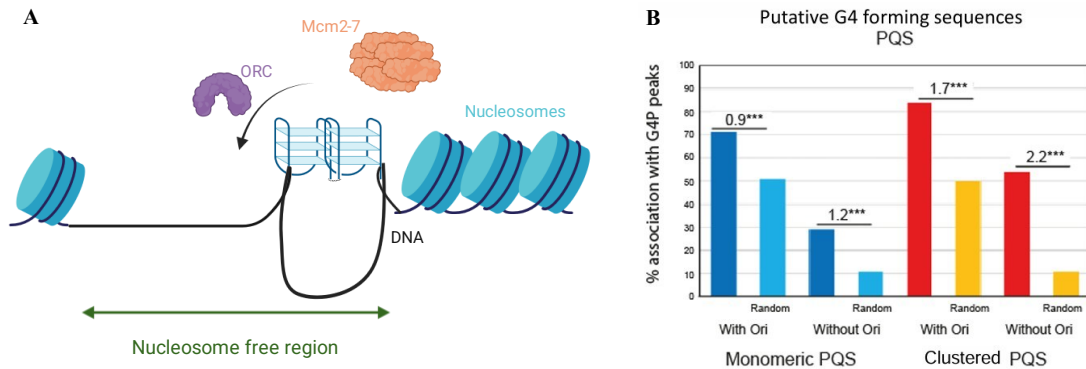 A
Mcm2-7
ORC
Nucleosomes
DNA
Nucleosome free region
B
Putative G4 forming sequences
PQS
% association with G4P peaks
100
90
80
70
60
50
40
30
20
10
0
0.9***
1.2***
1.7***
2.2***
Random
Random
Random
Random
With Ori
Without Ori
With Ori
Without Ori
Monomeric PQS
Clustered PQS